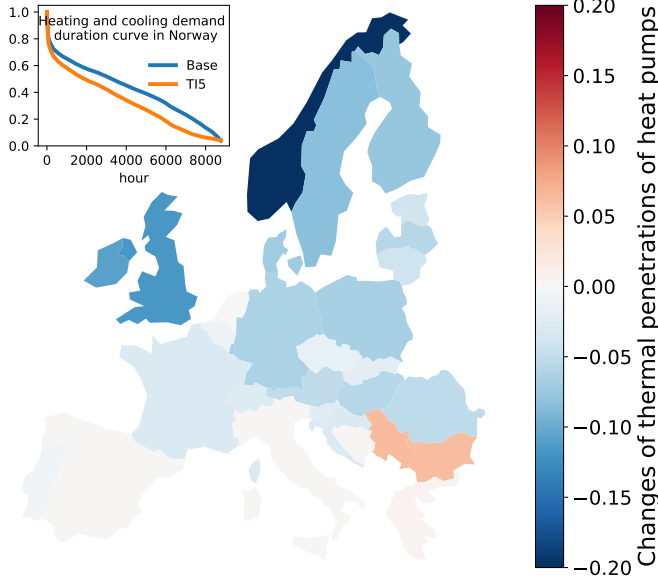 Heating and cooling demand
duration curve in Norway
1.0
0.8
0.6
0.4
0.2
0.0
Base
TI5
0 2000 4000 6000 8000
hour
0.20
0.15
0.10
0.05
0.00
−0.05
−0.10
−0.15
−0.20
Changes of thermal penetrations of heat pumps